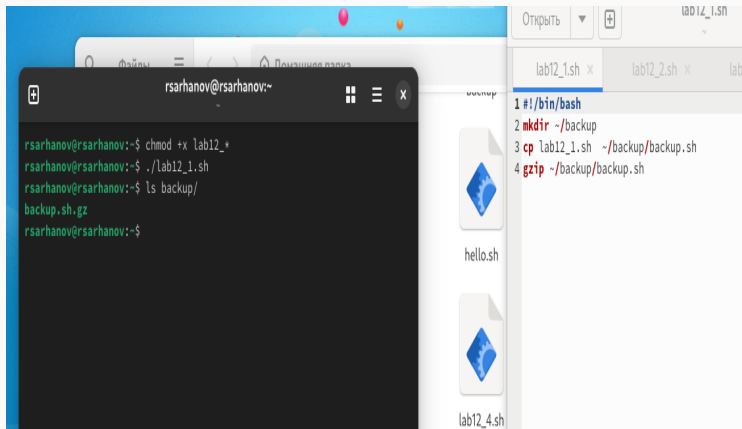 Открыть
lab12_1.sh
Файлы
Домашняя папка
backup
rsarhanov@rsarhanov:~
rsarhanov@rsarhanov:~$ chmod +x lab12_*
rsarhanov@rsarhanov:~$ ./lab12_1.sh
rsarhanov@rsarhanov:~$ ls backup/
backup.sh.gz
rsarhanov@rsarhanov:~$
hello.sh
lab12_4.sh
lab12_1.sh × lab12_2.sh × lab
1 #!/bin/bash
2 mkdir ~/backup
3 cp lab12_1.sh  ~/backup/backup.sh
4 gzip ~/backup/backup.sh